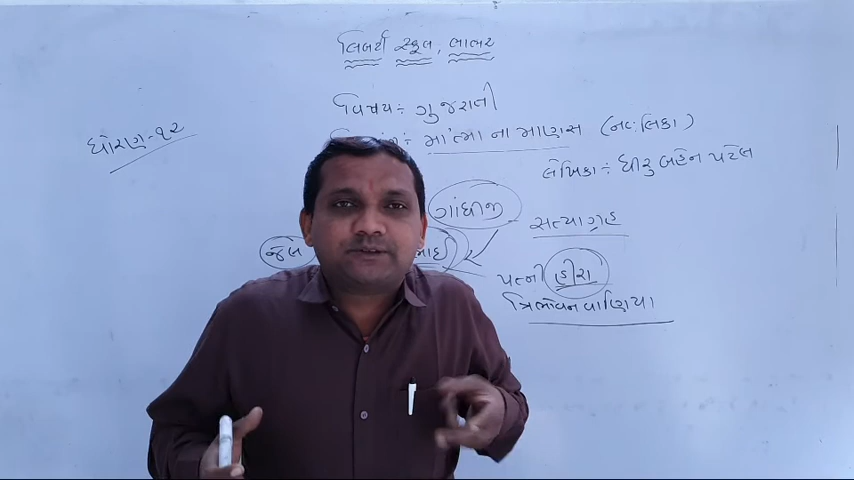 લિબર્ટી સ્કૂલ, લાલર
વિષય : ગુજરાતી
ધોરણ-૧૨
માંત્મા ના માણસ (નવલિકા)
લેખિકા : ધીરુબહેન પટેલ
ગાંધીજી
સત્યાગ્રહ
જેલ
પત્ની હીરા
ત્રિભોવન વાણિયા